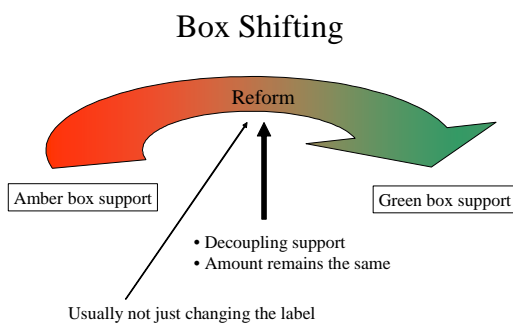 Box Shifting
Reform
Amber box support
Green box support
• Decoupling support
• Amount remains the same
Usually not just changing the label